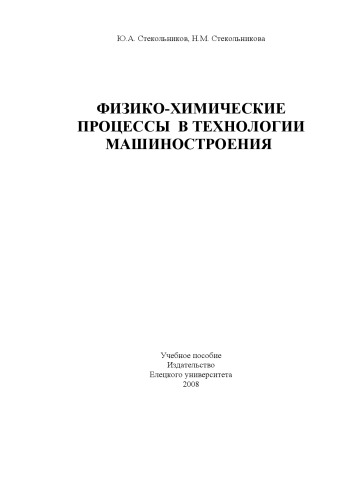 Ю.А. Стекольников, Н.М. Стекольникова
ФИЗИКО-ХИМИЧЕСКИЕ
ПРОЦЕССЫ В ТЕХНОЛОГИИ
МАШИНОСТРОЕНИЯ
Учебное пособие
Издательство
Елецкого университета
2008